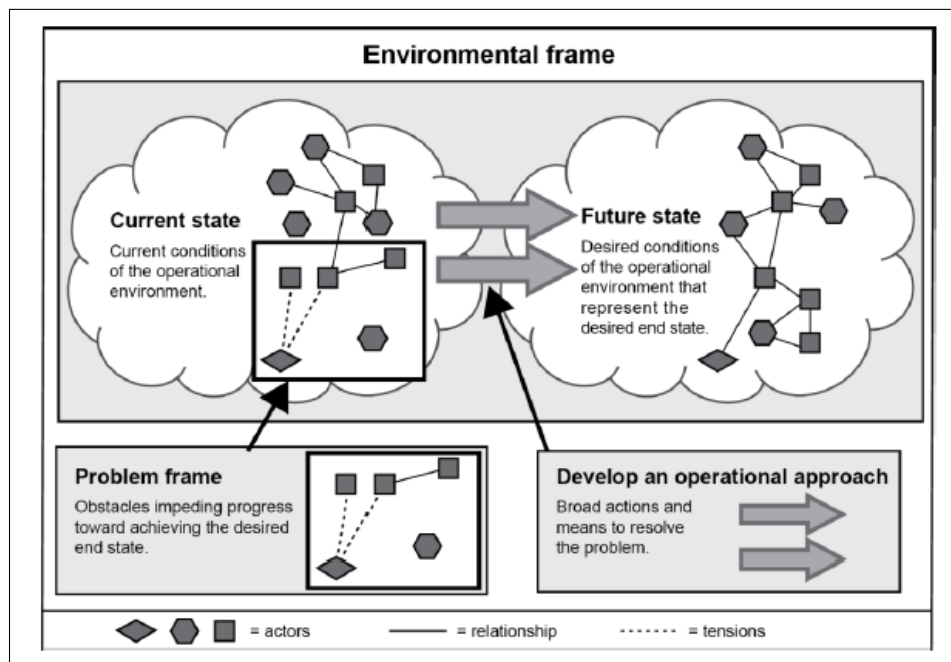 Environmental frame
Current state
Current conditions
of the operational
environment.
Future state
Desired conditions
of the operational
environment that
represent the
desired end state.
Problem frame
Obstacles impeding progress
toward achieving the desired
end state.
Develop an operational approach
Broad actions and
means to resolve
the problem.
= actors
= relationship
= tensions